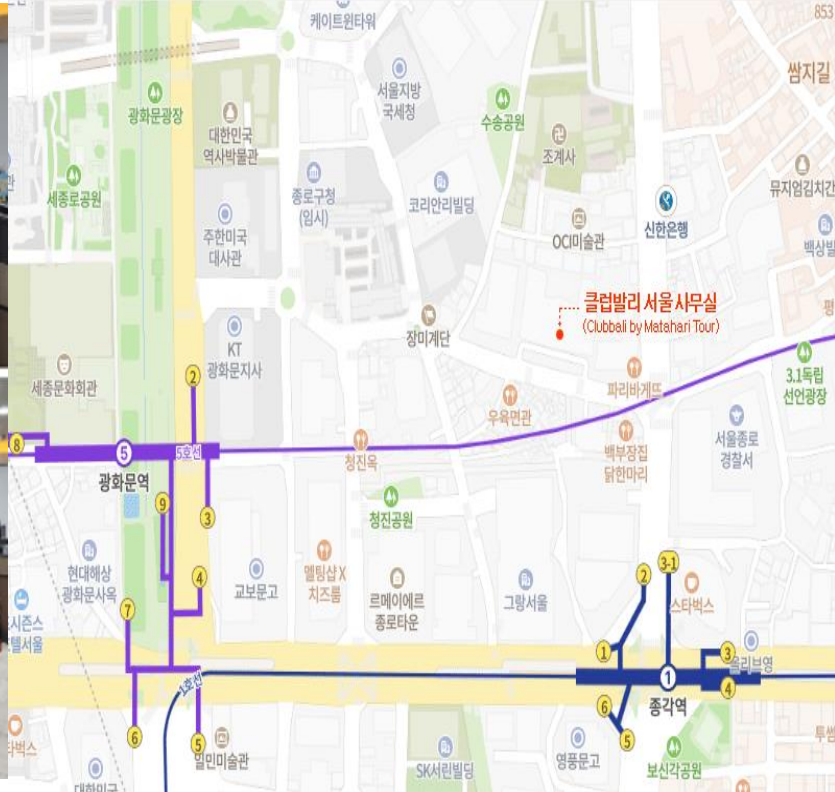 케이트윈타워
853
쌈지길
광화문광장
서울지방
국세청
대한민국
역사박물관
수송공원
조계사
세종로공원
종로구청
(임시)
코리안리빌딩
뮤지엄김치간
주한미국
대사관
OCI미술관
신한은행
백상빌
클럽발리 서울 사무실
(Clubbali by Matahari Tour)
장미계단
KT
광화문지사
3.1독립
선언광장
세종문화회관
2
파리바게뜨
우육면관
서울종로
경찰서
8
5
5호선
청진옥
백부장집
닭한마리
광화문역
9
3
청진공원
현대해상
광화문사옥
4
교보문고
멜팅샵 X
치즈룸
르메이에르
종로타운
그랑서울
2
3-1
스타벅스
시즌스
텔서울
7
1
3
올리브영
1호선
1
4
종각역
6
5
6
5
타벅스
일민미술관
SK서린빌딩
영풍문고
보신각공원
투썸
대한민국